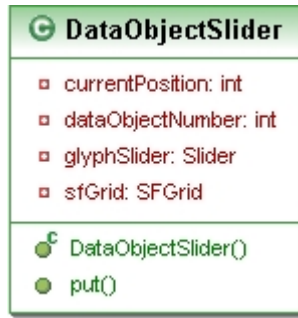 C DataObjectSlider
currentPosition: int
dataObjectNumber: int
glyphSlider: Slider
sfGrid: SFGrid
C DataObjectSlider()
put()